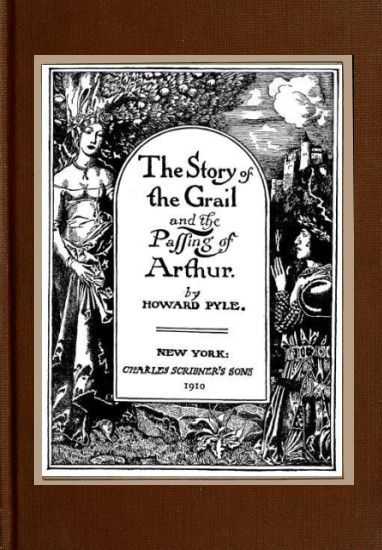 The Story of
the Grail
and the
Paſsing of
Arthur.
by
HOWARD PYLE.
NEW YORK:
CHARLES SCRIBNER'S SONS
1910